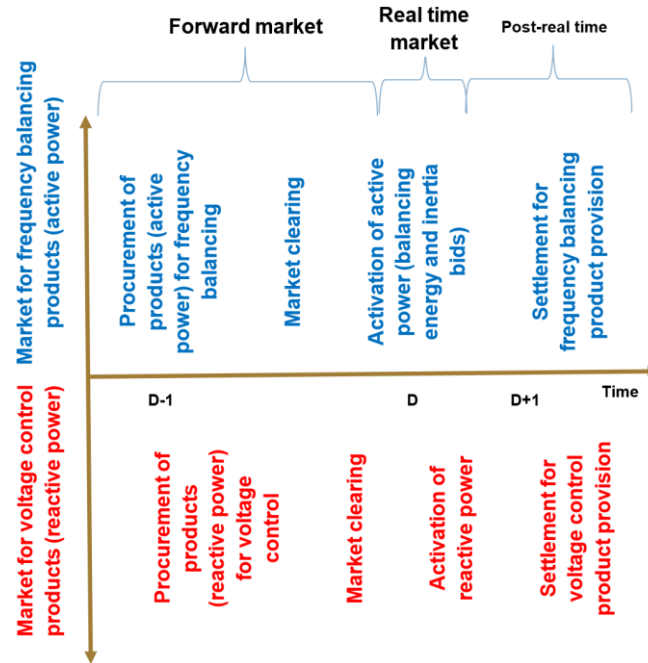 Forward market
Real time
market
Post-real time
Market for frequency balancing
products (active power)
Procurement of
products (active
power) for frequency
balancing
Market clearing
Activation of active
power (balancing
energy and inertia
bids)
Settlement for
frequency balancing
product provision
D-1
D
D+1
Time
Market for voltage control
products (reactive power)
Procurement of
products
(reactive power)
for voltage
control
Market clearing
Activation of
reactive power
Settlement for
voltage control
product provision